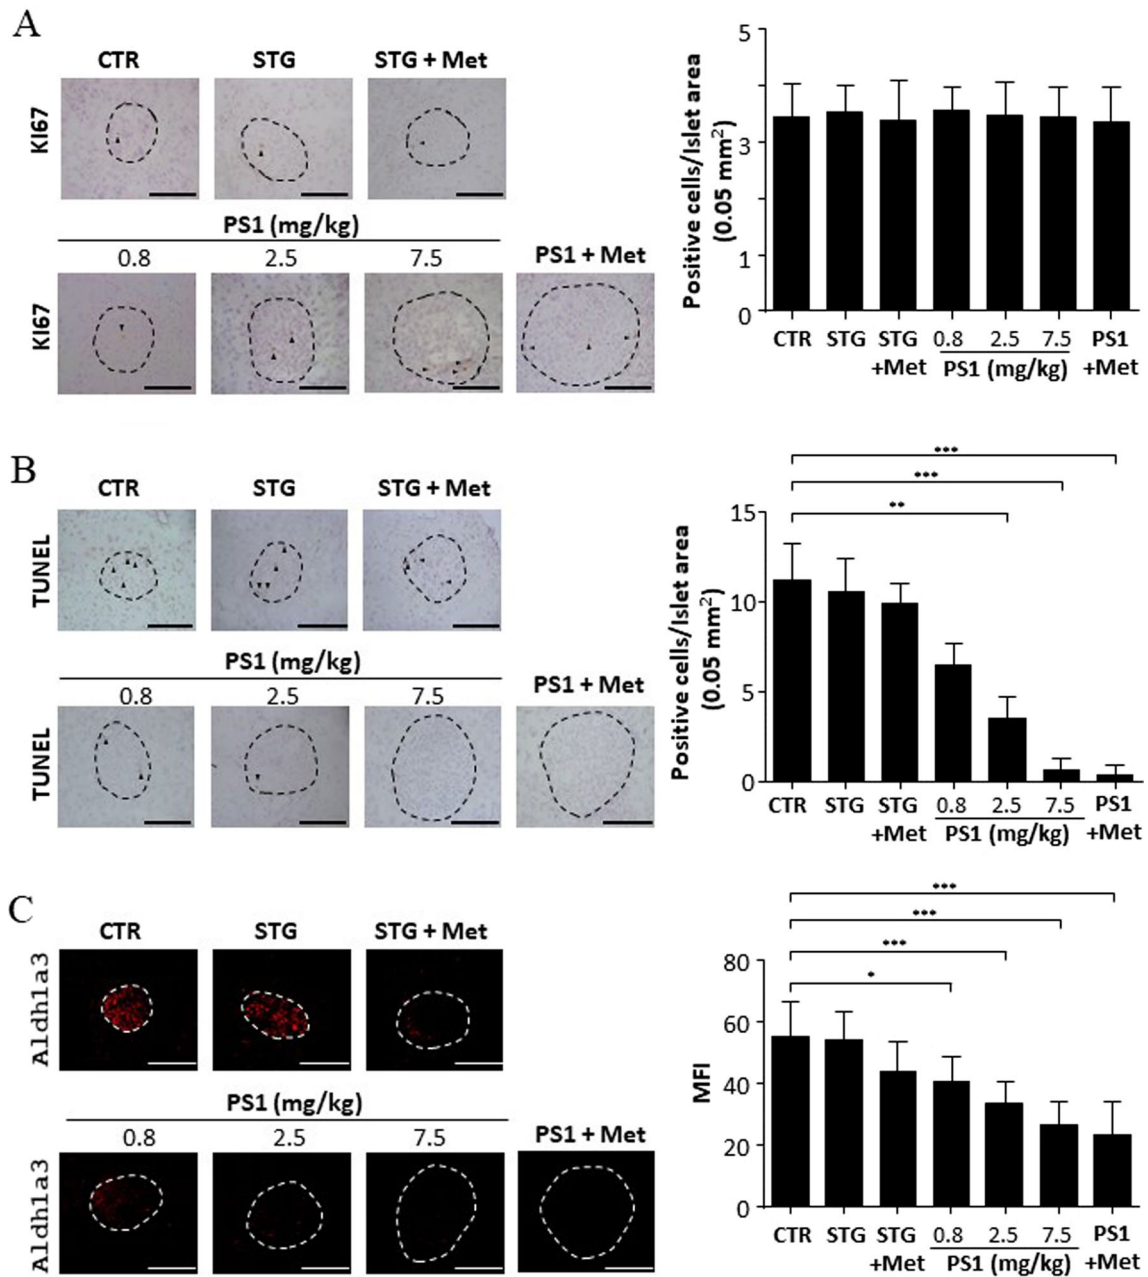 A
CTR STG STG + Met
KI67
PS1 (mg/kg)
0.8 2.5 7.5 PS1 + Met
KI67
Positive cells/Islet area
(0.05 mm²)
5
3
1
0
CTR STG STG 0.8 2.5 7.5 PS1
+Met PS1 (mg/kg) +Met
B
CTR STG STG + Met
TUNEL
PS1 (mg/kg)
0.8 2.5 7.5 PS1 + Met
TUNEL
***
***
**
Positive cells/Islet area
(0.05 mm²)
15
10
5
0
CTR STG STG 0.8 2.5 7.5 PS1
+Met PS1 (mg/kg) +Met
C
CTR STG STG + Met
Aldh1a3
PS1 (mg/kg)
0.8 2.5 7.5 PS1 + Met
Aldh1a3
***
***
***
*
MFI
80
60
40
20
0
CTR STG STG 0.8 2.5 7.5 PS1
+Met PS1 (mg/kg) +Met